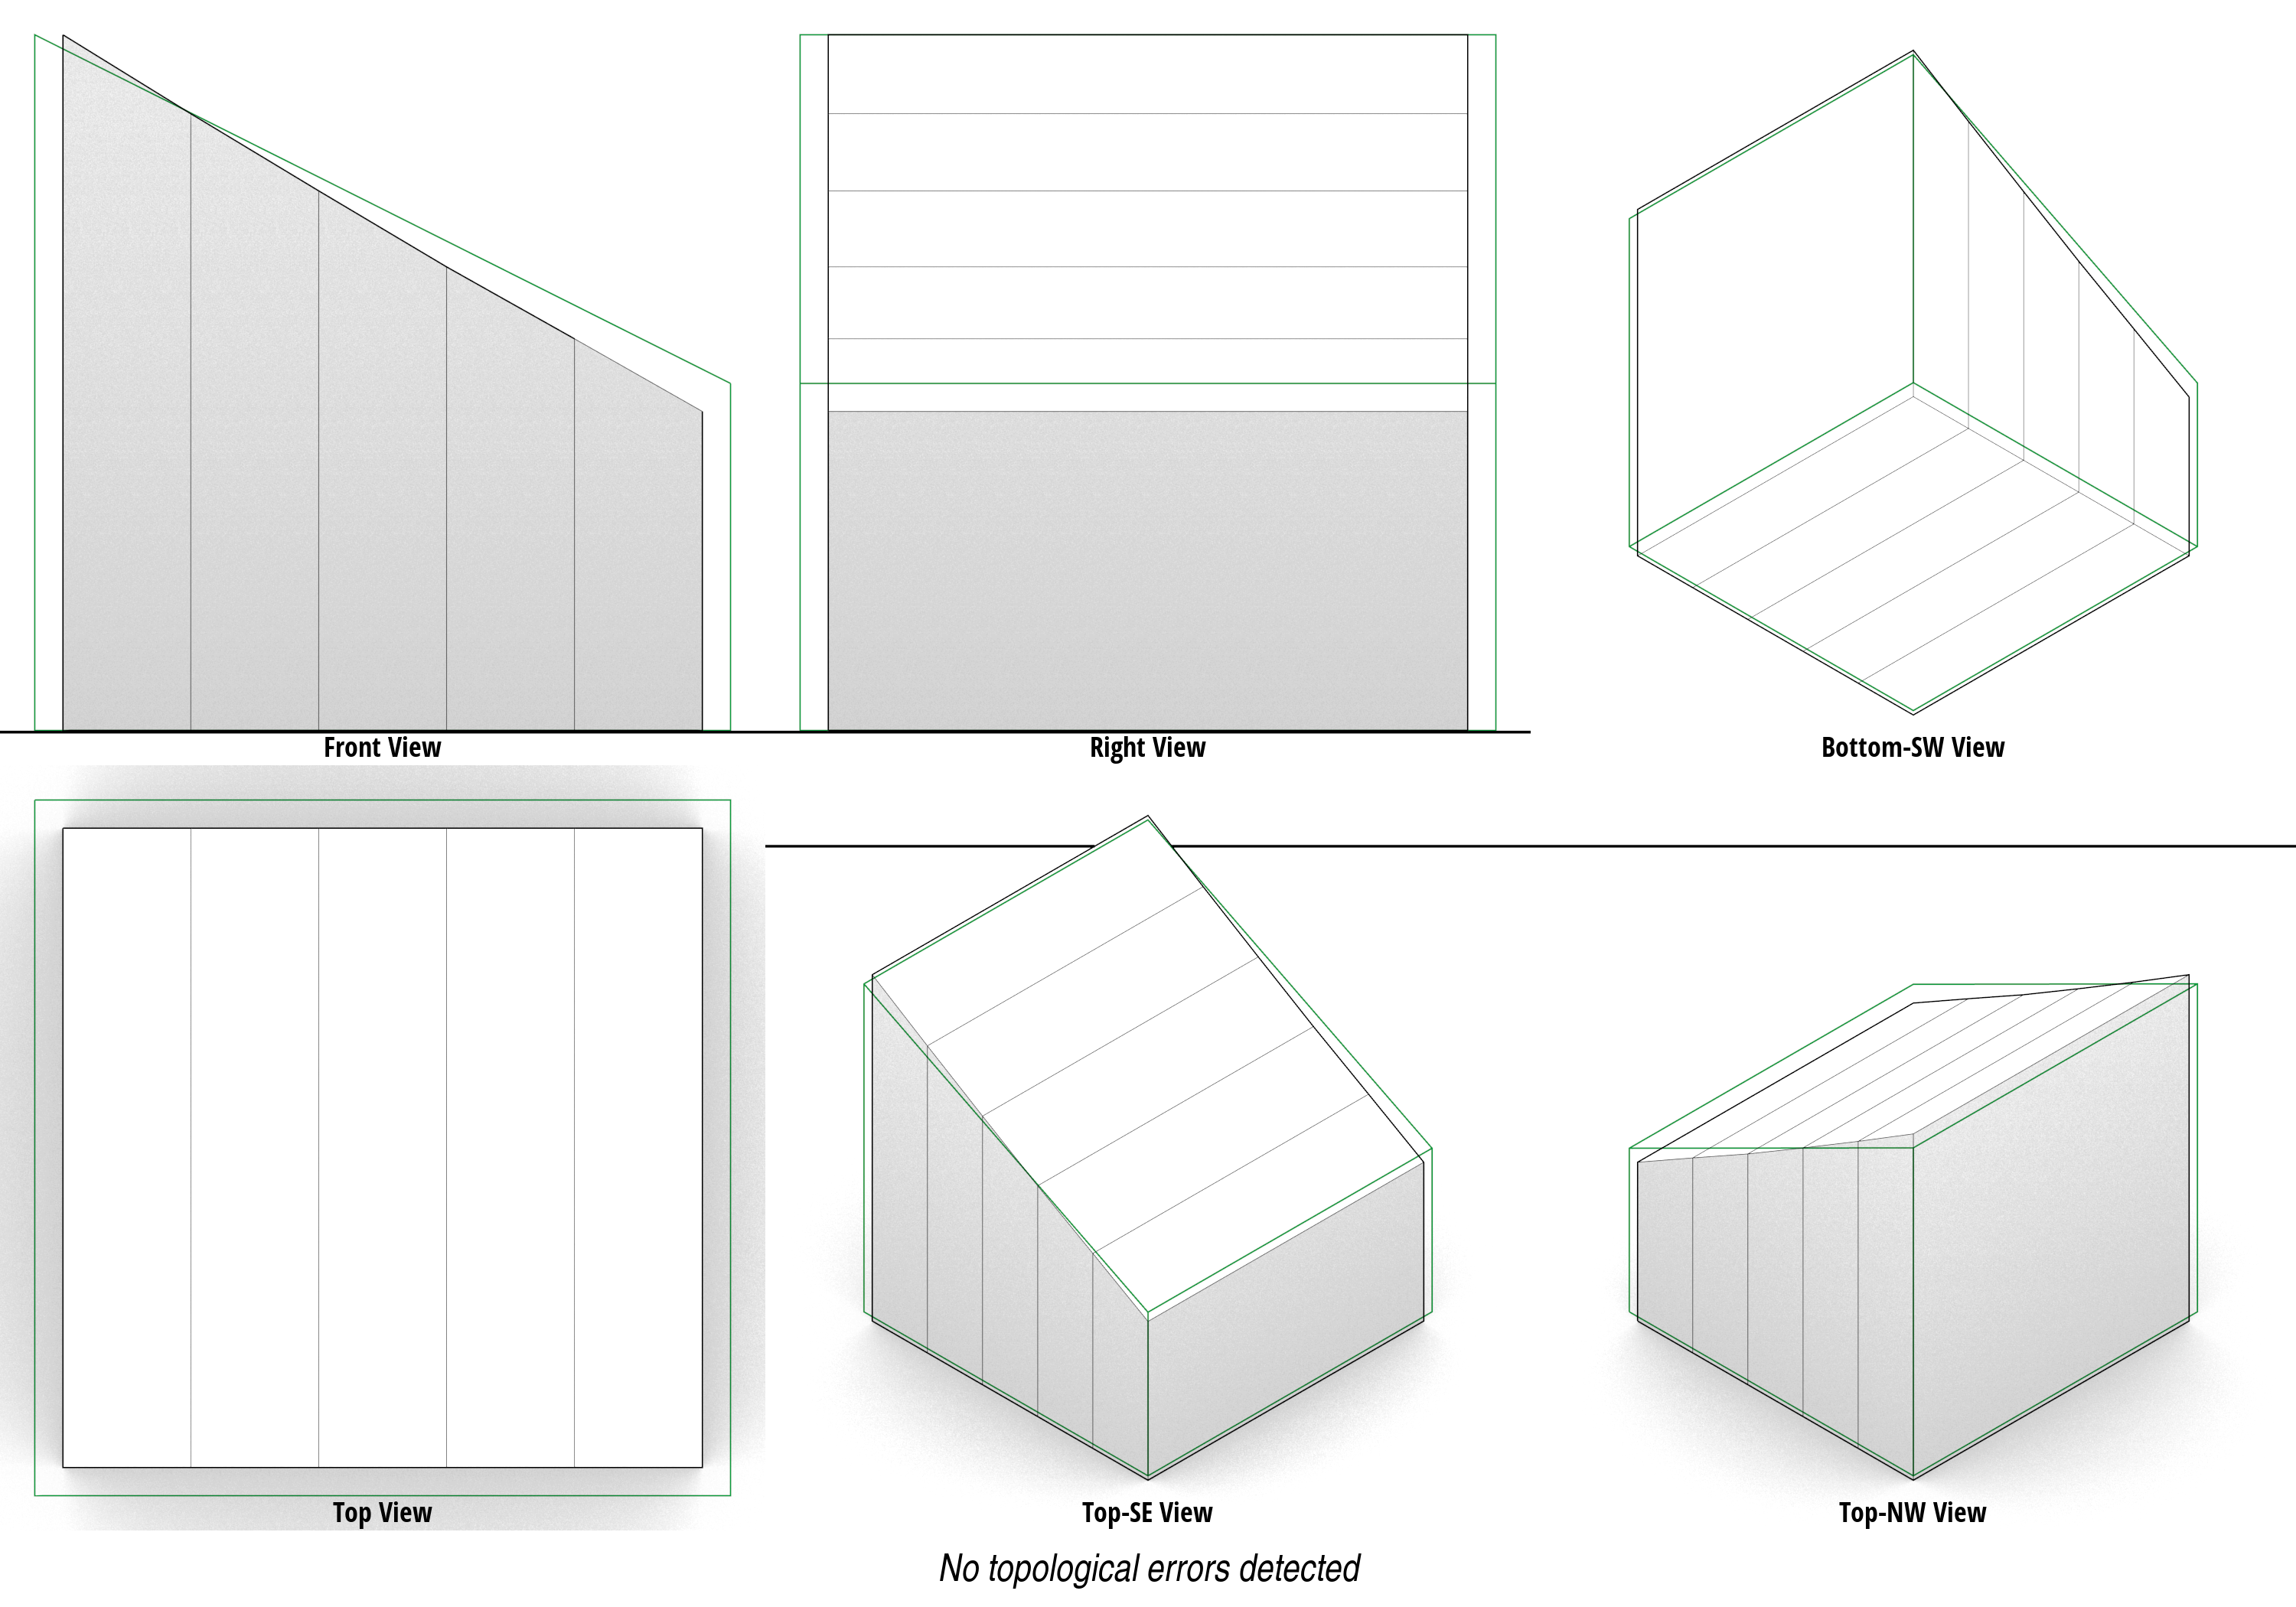 Front View
Right View
Bottom-SW View
Top View
Top-SE View
Top-NW View
No topological errors detected